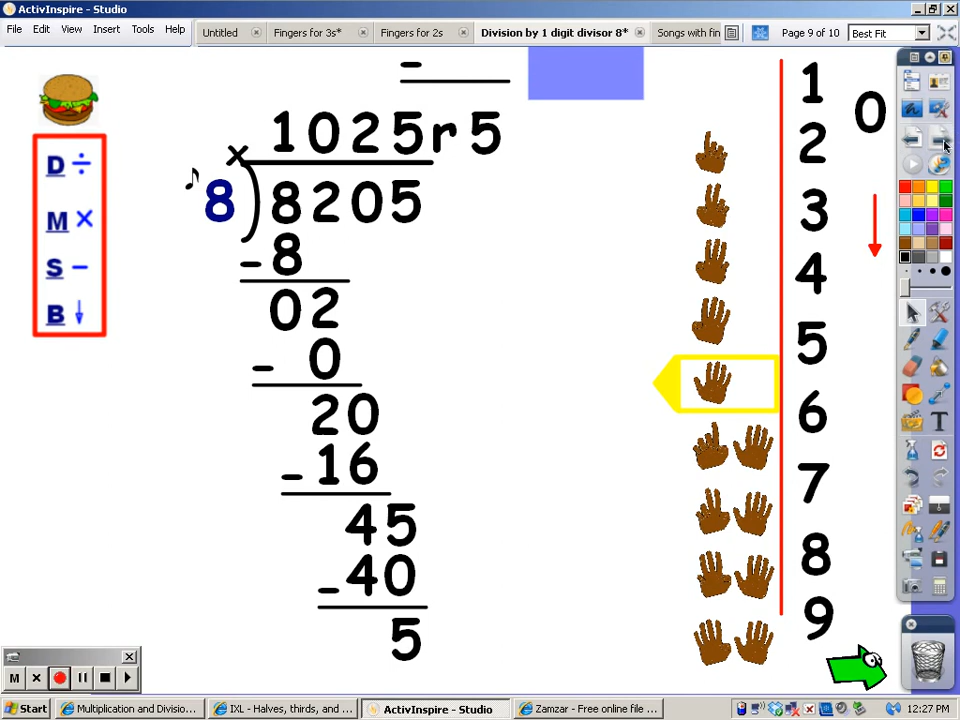 ActivInspire - Studio
File Edit View Insert Tools Help
Untitled
Fingers for 3s*
Fingers for 2s
Division by 1 digit divisor 8*
Songs with fin
Page 9 of 10
Best Fit
D ÷
M ×
S −
B ↓
-
1025r5
×
8)8205
-8
02
- 0
20
-16
45
-40
5
1
2
3
4
5
6
7
8
9
0
T
M
Start
Multiplication and Divisio...
IXL - Halves, thirds, and ...
ActivInspire - Studio
Zamzar - Free online file ...
12:27 PM